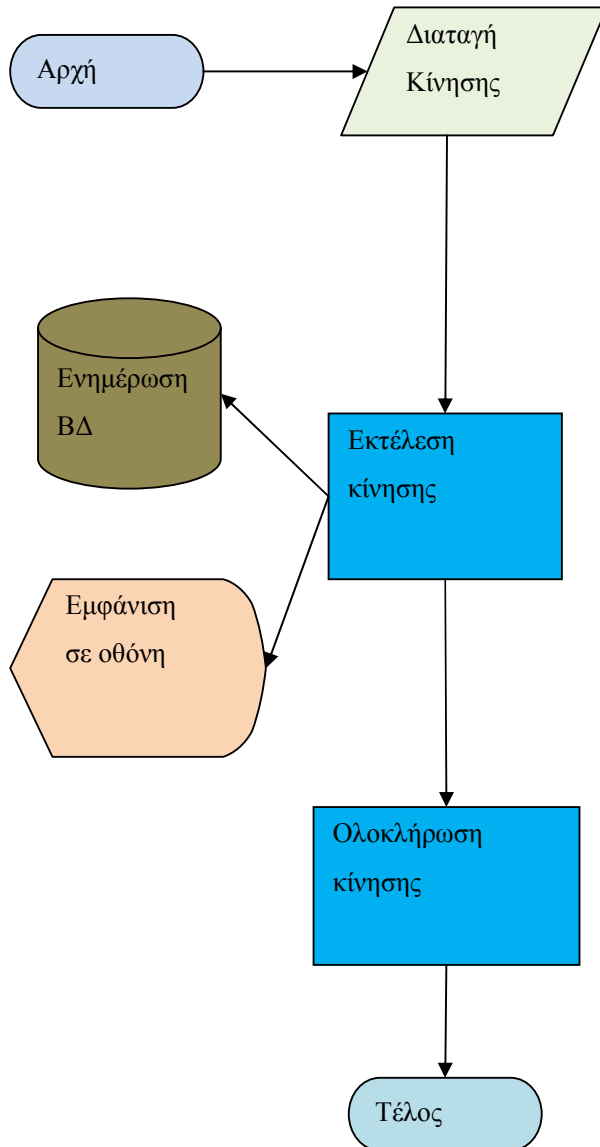 Αρχή
Διαταγή
Κίνησης
Ενημέρωση
ΒΔ
Εκτέλεση
κίνησης
Εμφάνιση
σε οθόνη
Ολοκλήρωση
κίνησης
Τέλος